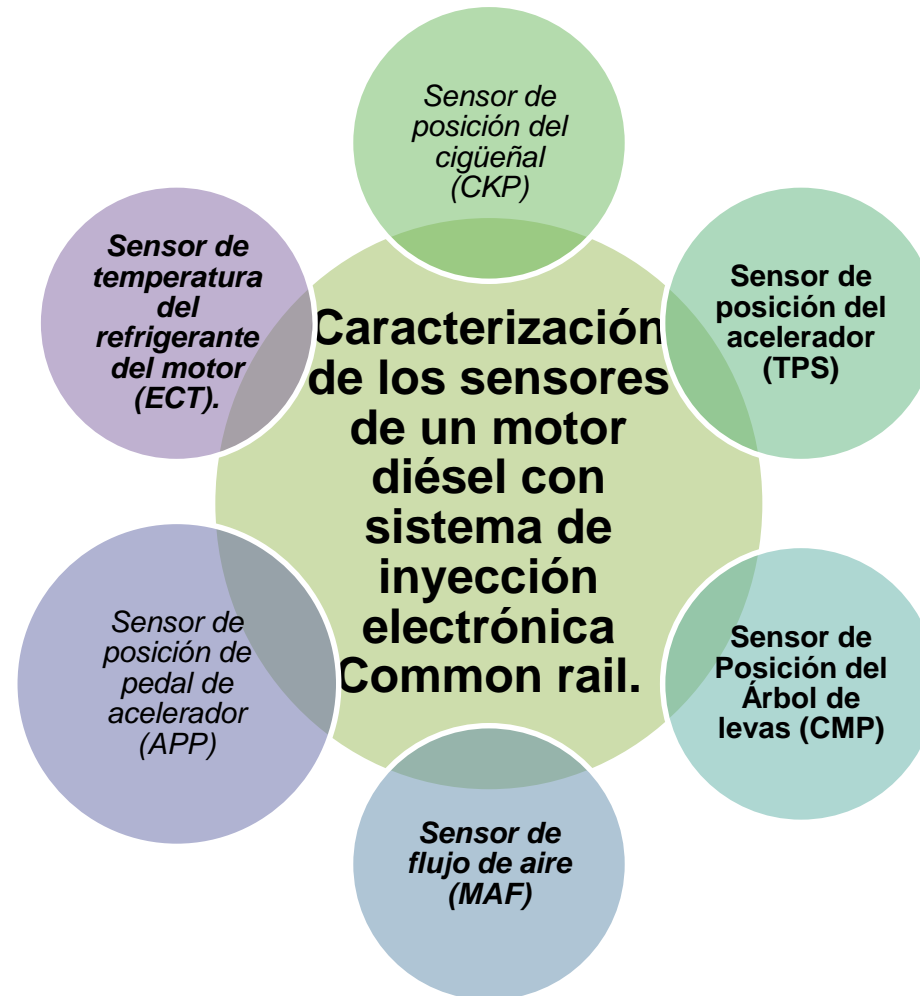 Sensor de
posición del
cigüeñal
(CKP)
Sensor de
posición del
acelerador
(TPS)
Sensor de
Posición del
Árbol de
levas (CMP)
Sensor de
flujo de aire
(MAF)
Sensor de
posición de
pedal de
acelerador
(APP)
Sensor de
temperatura
del
refrigerante
del motor
(ECT).
Caracterización
de los sensores
de un motor
diésel con
sistema de
inyección
electrónica
Common rail.